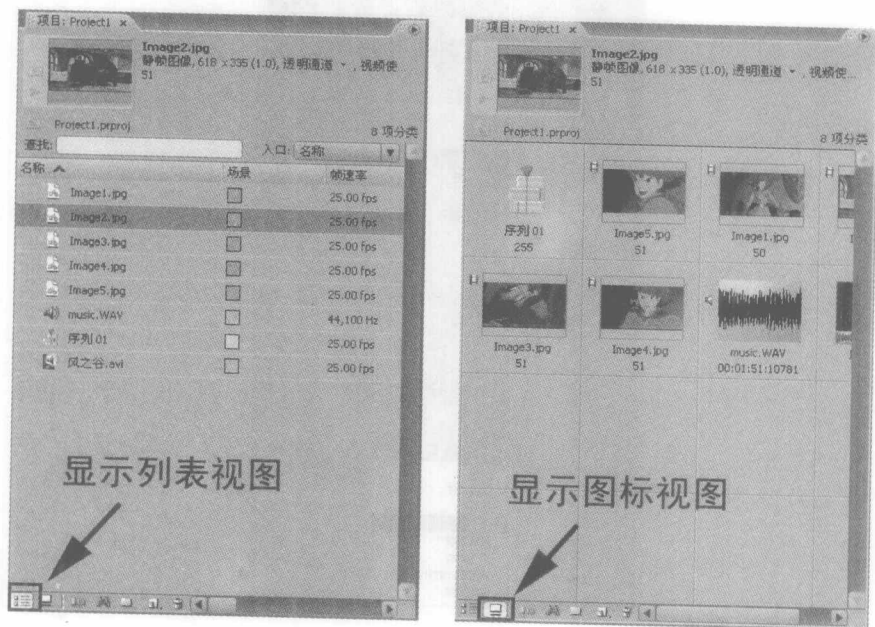 项目: Project1 ×
Image2.jpg
静帧图像, 618 x 335 (1.0), 透明通道 , 视频使...
51
Project1.prproj
8 项分类
查找:
入口: 名称
名称 场景 帧速率
Image1.jpg 25.00 fps
Image2.jpg 25.00 fps
Image3.jpg 25.00 fps
Image4.jpg 25.00 fps
Image5.jpg 25.00 fps
music.WAV 44,100 Hz
序列 01 25.00 fps
风之谷.avi 25.00 fps
显示列表视图
项目: Project1 ×
Image2.jpg
静帧图像, 618 x 335 (1.0), 透明通道 , 视频使...
51
Project1.prproj
8 项分类
序列 01
255
Image5.jpg
51
Image1.jpg
50
Image3.jpg
51
Image4.jpg
51
music.WAV
00:01:51:10781
显示图标视图